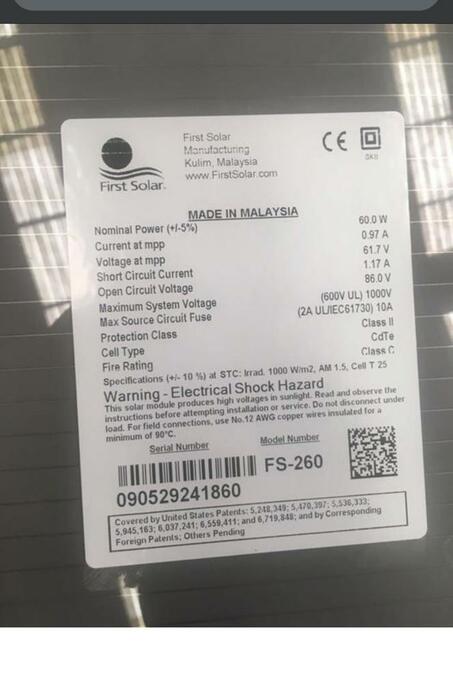 First Solar
Manufacturing
Kulim, Malaysia
www.FirstSolar.com
First Solar.
CE
MADE IN MALAYSIA
Nominal Power (+/-5%) 60.0 W
Current at mpp 0.97 A
Voltage at mpp 61.7 V
Short Circuit Current 1.17 A
Open Circuit Voltage 86.0 V
Maximum System Voltage (600V UL) 1000V
Max Source Circuit Fuse (2A UL/IEC61730) 10A
Protection Class Class II
Cell Type CdTe
Fire Rating Class C
Specifications (+/- 10 %) at STC: Irrad. 1000 W/m2, AM 1.5, Cell T 25
Warning - Electrical Shock Hazard
This solar module produces high voltages in sunlight. Read and observe the
instructions before attempting installation or service. Do not disconnect under
load. For field connections, use No.12 AWG copper wires insulated for a
minimum of 90°C.
Serial Number Model Number
FS-260
090529241860
Covered by United States Patents: 5,248,349; 5,470,397; 5,536,333;
5,945,163; 6,037,241; 6,559,411; and 6,719,848; and by Corresponding
Foreign Patents; Others Pending